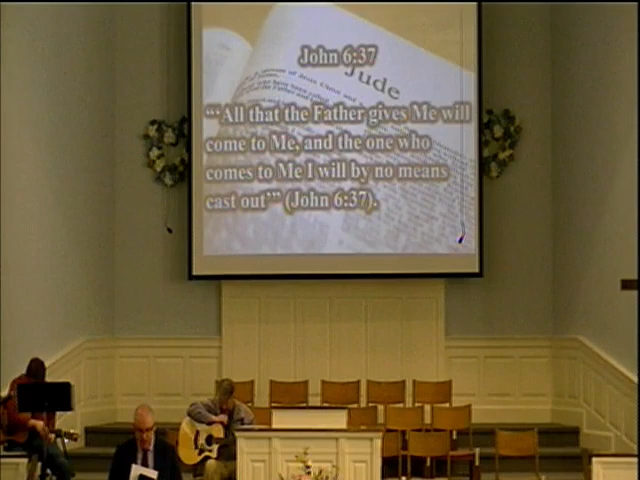 John 6:37
Jude
"'All that the Father gives Me will
come to Me, and the one who
comes to Me I will by no means
cast out'" (John 6:37).